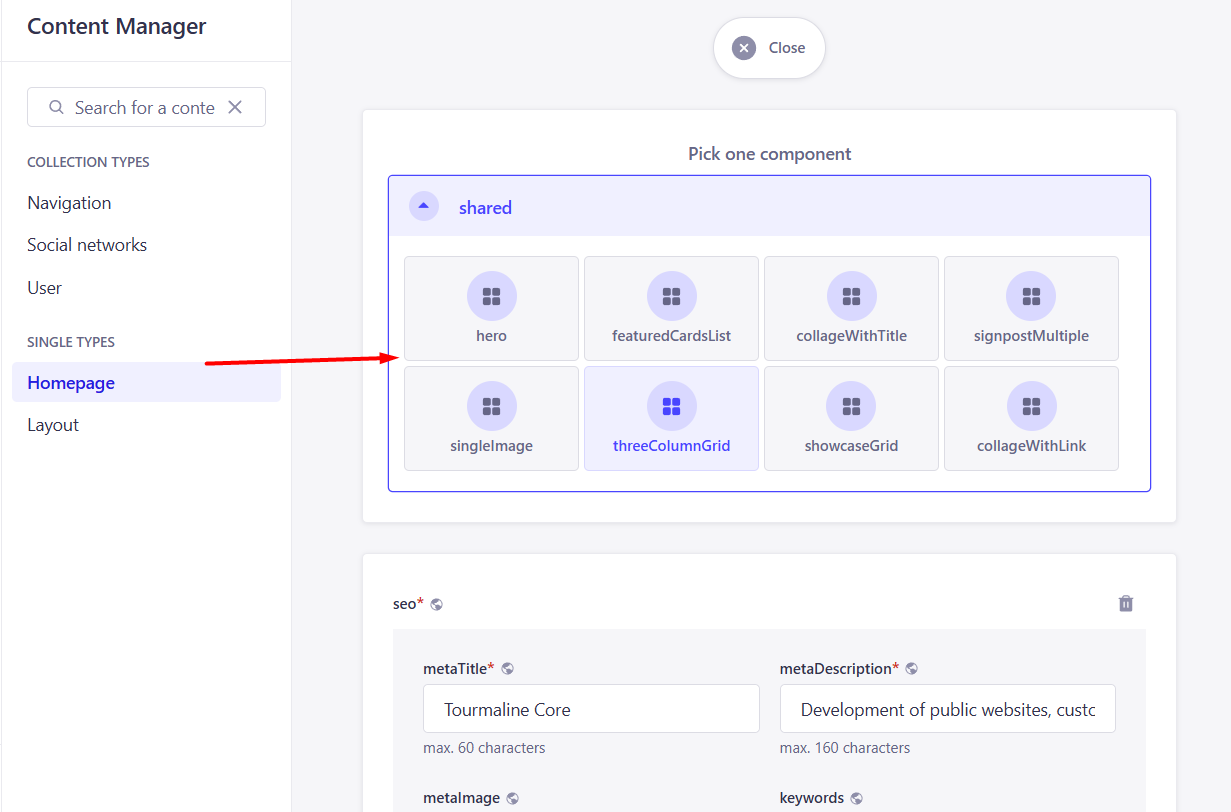 Content Manager
Search for a conte
COLLECTION TYPES
Navigation
Social networks
User
SINGLE TYPES
Homepage
Layout
Close
Pick one component
shared
hero
featuredCardsList
collageWithTitle
signpostMultiple
singleImage
threeColumnGrid
showcaseGrid
collageWithLink
seo*
metaTitle*
metaDescription*
Tourmaline Core
Development of public websites, custc
max. 60 characters
max. 160 characters
metaImage
keywords